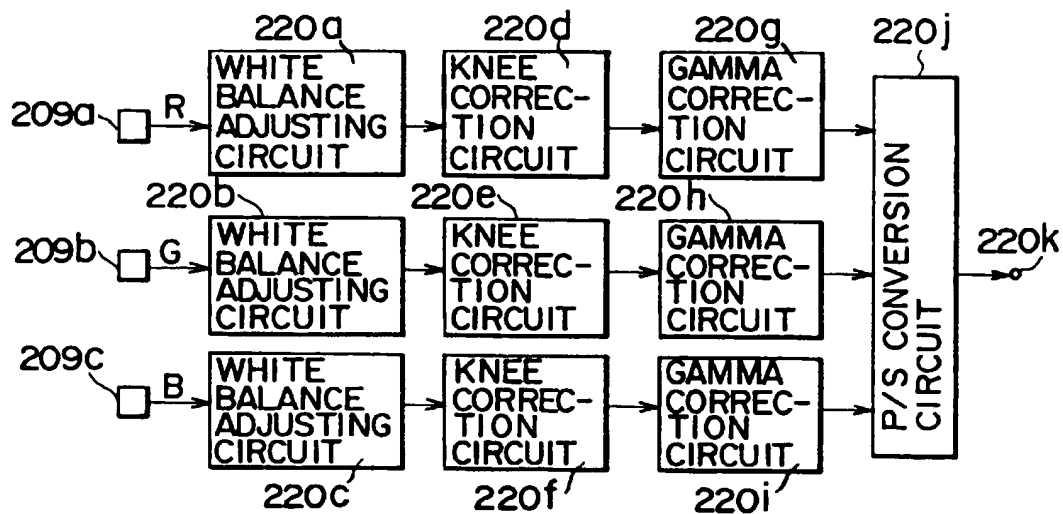 220a
220d
220g
220j
209a
R
WHITE
BALANCE
ADJUSTING
CIRCUIT
KNEE
CORREC-
TION
CIRCUIT
GAMMA
CORREC-
TION
CIRCUIT
220b
220e
220h
209b
G
WHITE
BALANCE
ADJUSTING
CIRCUIT
KNEE
CORREC-
TION
CIRCUIT
GAMMA
CORREC-
TION
CIRCUIT
P/S CONVERSION
CIRCUIT
220k
209c
B
WHITE
BALANCE
ADJUSTING
CIRCUIT
KNEE
CORREC-
TION
CIRCUIT
GAMMA
CORREC-
TION
CIRCUIT
220c
220f
220i